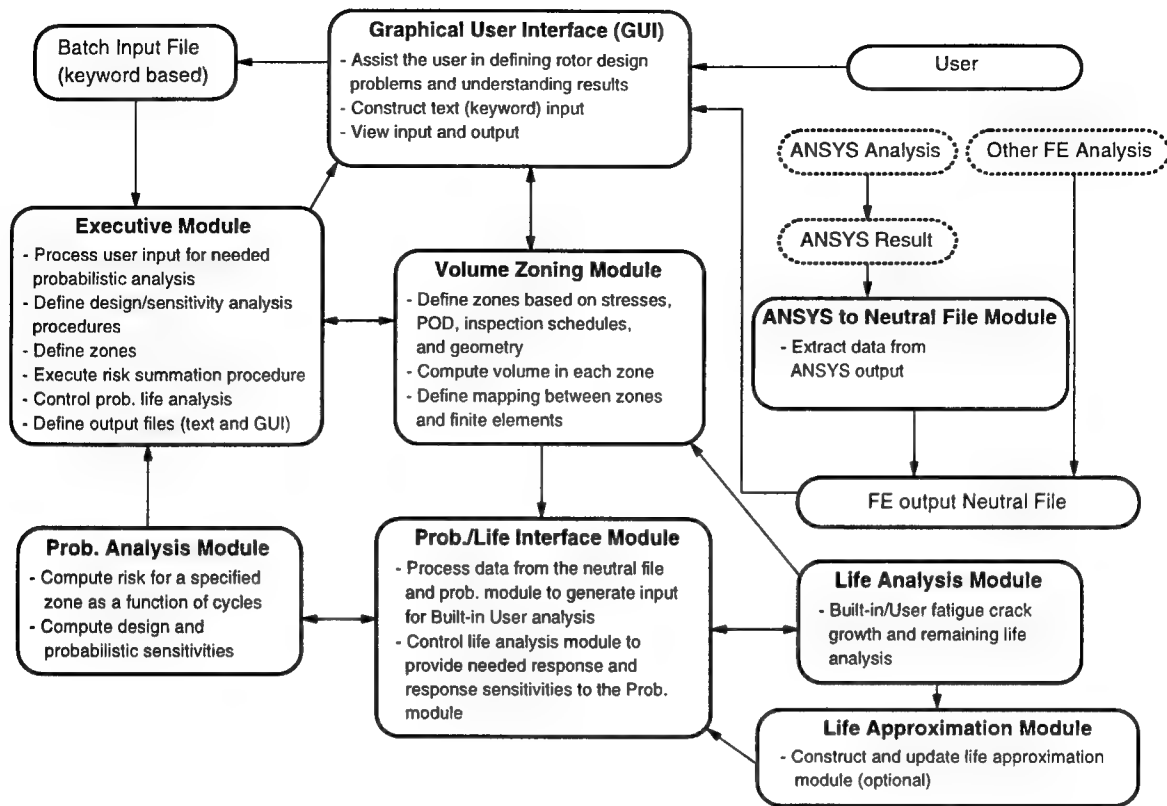 Batch Input File
(keyword based)
Graphical User Interface (GUI)
- Assist the user in defining rotor design
problems and understanding results
- Construct text (keyword) input
- View input and output
User
ANSYS Analysis
Other FE Analysis
ANSYS Result
Executive Module
- Process user input for needed
probabilistic analysis
- Define design/sensitivity analysis
procedures
- Define zones
- Execute risk summation procedure
- Control prob. life analysis
- Define output files (text and GUI)
Volume Zoning Module
- Define zones based on stresses,
POD, inspection schedules,
and geometry
- Compute volume in each zone
- Define mapping between zones
and finite elements
ANSYS to Neutral File Module
- Extract data from
ANSYS output
FE output Neutral File
Prob. Analysis Module
- Compute risk for a specified
zone as a function of cycles
- Compute design and
probabilistic sensitivities
Prob./Life Interface Module
- Process data from the neutral file
and prob. module to generate input
for Built-in User analysis
- Control life analysis module to
provide needed response and
response sensitivities to the Prob.
module
Life Analysis Module
- Built-in/User fatigue crack
growth and remaining life
analysis
Life Approximation Module
- Construct and update life approximation
module (optional)